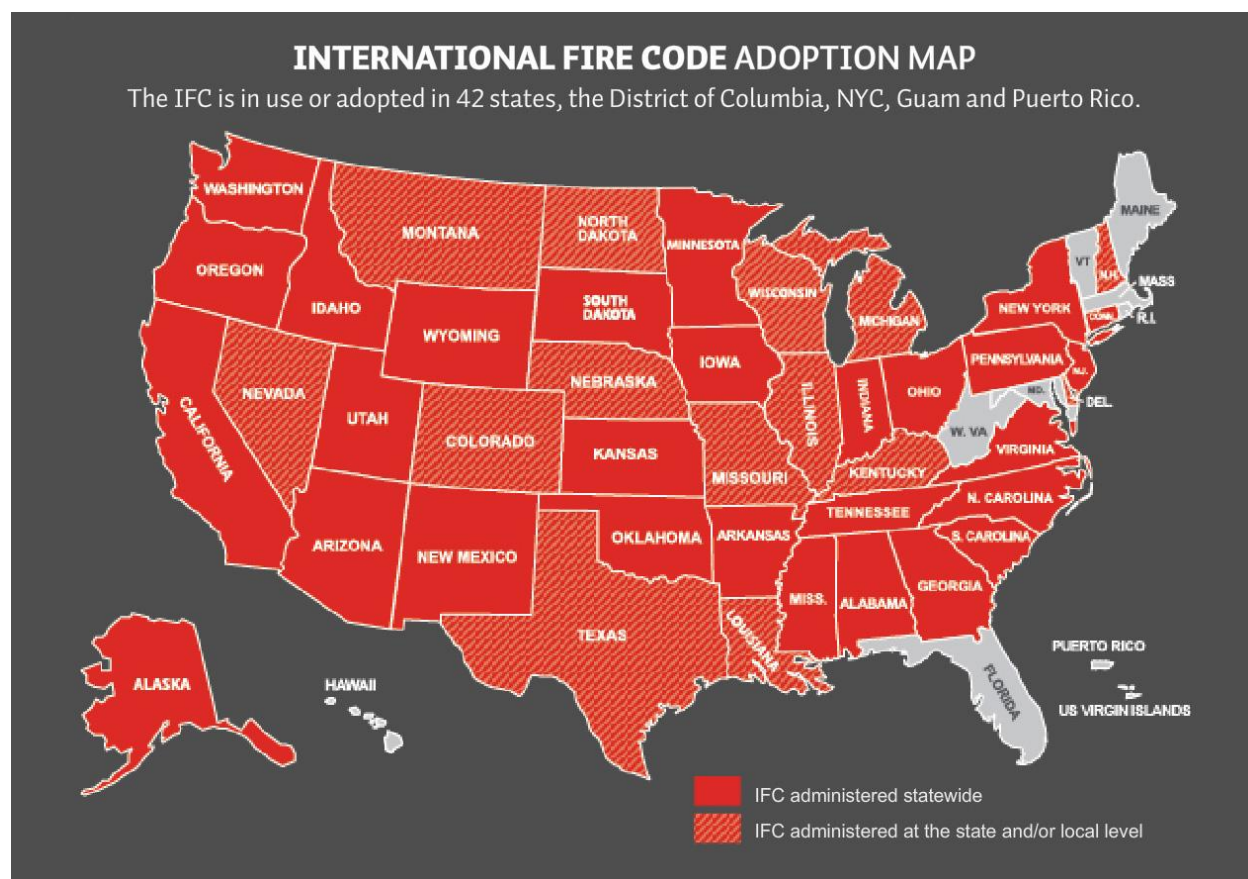 INTERNATIONAL FIRE CODE ADOPTION MAP
The IFC is in use or adopted in 42 states, the District of Columbia, NYC, Guam and Puerto Rico.
WASHINGTON
MONTANA
NORTH
DAKOTA
MINNESOTA
MAINE
VT
N.H.
MASS
OREGON
IDAHO
SOUTH
DAKOTA
WISCONSIN
MICHIGAN
NEW YORK
CONN.
R.I.
WYOMING
IOWA
PENNSYLVANIA
N.J.
NEVADA
UTAH
NEBRASKA
ILLINOIS
INDIANA
OHIO
MD.
DEL.
CALIFORNIA
COLORADO
KANSAS
MISSOURI
KENTUCKY
W. VA
VIRGINIA
ARIZONA
NEW MEXICO
OKLAHOMA
ARKANSAS
TENNESSEE
N. CAROLINA
S. CAROLINA
TEXAS
LOUISIANA
MISS.
ALABAMA
GEORGIA
FLORIDA
PUERTO RICO
US VIRGIN ISLANDS
ALASKA
HAWAII
IFC administered statewide
IFC administered at the state and/or local level